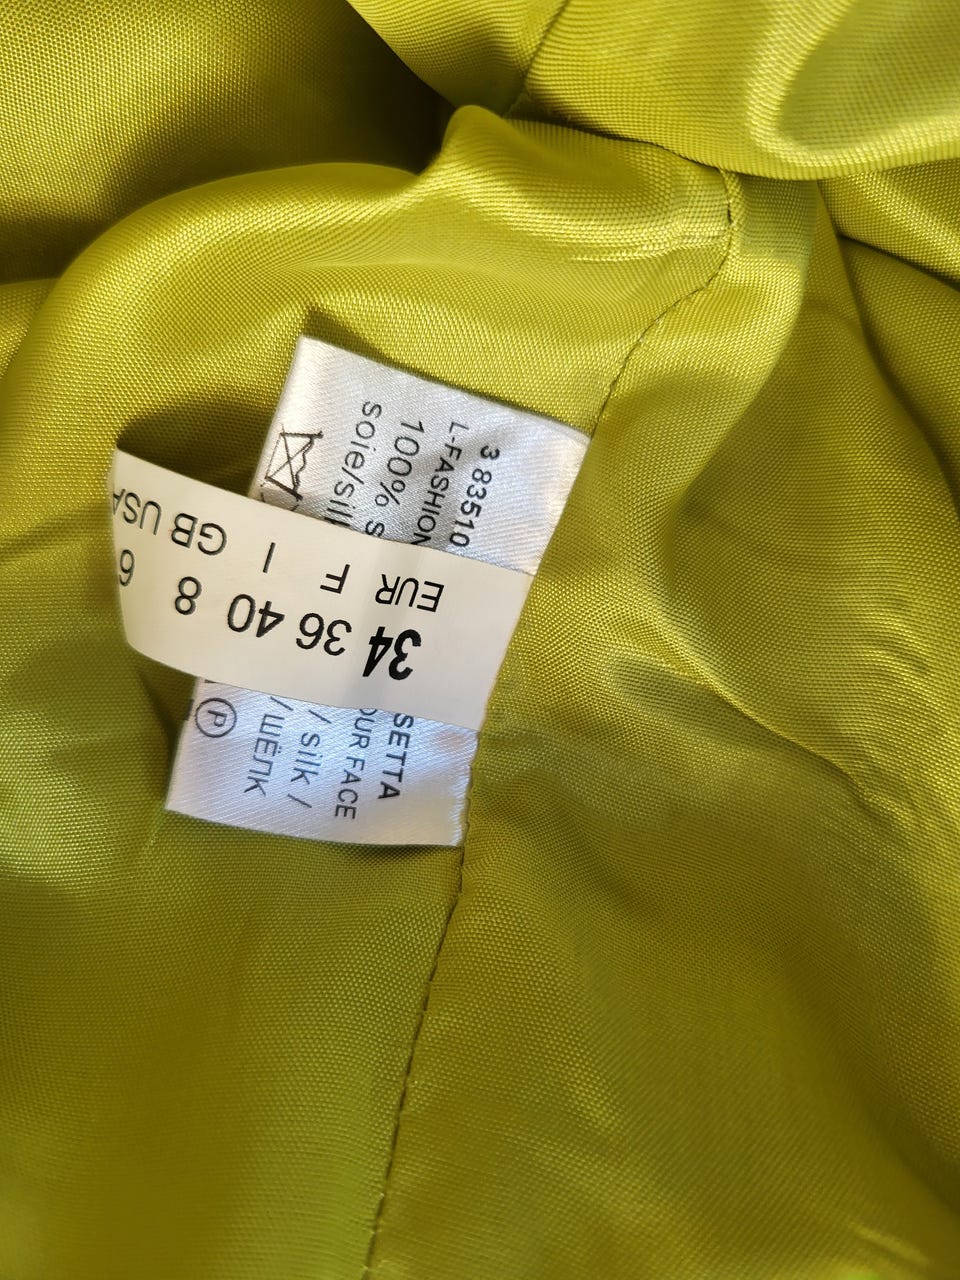 EUR F I GB USA
34 36 40 8 6
3 83510 SETTA
L-FASHION OUR FACE
100% s / silk /
soie/sil / ШЁЛК
P